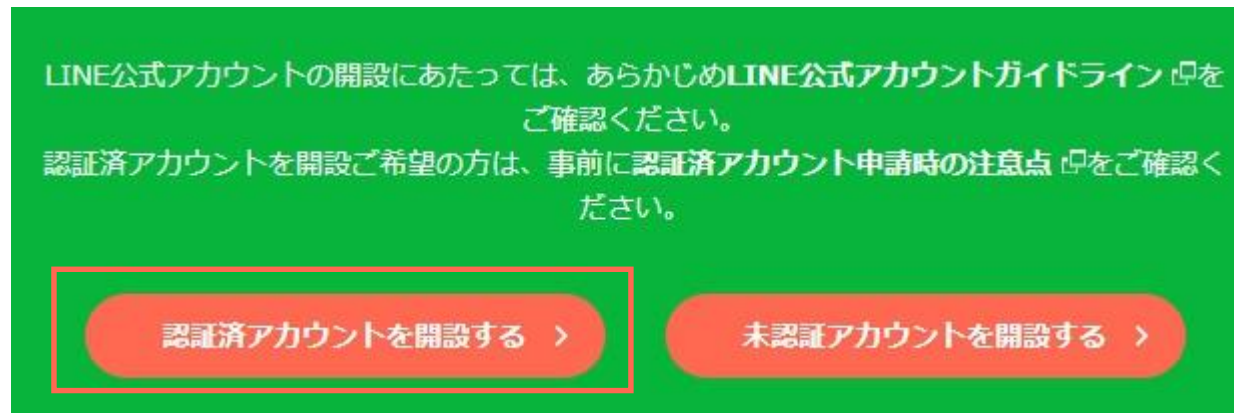 LINE公式アカウントの開設にあたっては、あらかじめLINE公式アカウントガイドライン を
ご確認ください。
認証済アカウントを開設ご希望の方は、事前に認証済アカウント申請時の注意点 をご確認く
ださい。
認証済アカウントを開設する >
未認証アカウントを開設する >